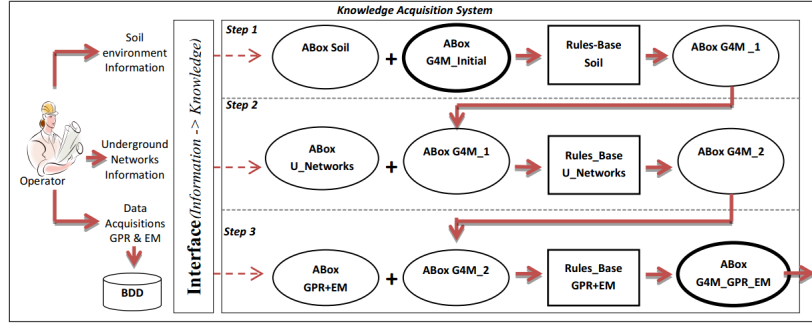 Knowledge Acquisition System
Step 1
Soil
environment
Information
ABox Soil
+
ABox
G4M_Initial
Rules-Base
Soil
ABox G4M _1
Step 2
Operator
Underground
Networks
Information
Interface(Information -> Knowledge)
ABox
U_Networks
+
ABox G4M_1
Rules_Base
U_Networks
ABox G4M_2
Data
Acquisitions
GPR & EM
BDD
Step 3
ABox
GPR+EM
+
ABox G4M_2
Rules_Base
GPR+EM
ABox
G4M_GPR_EM